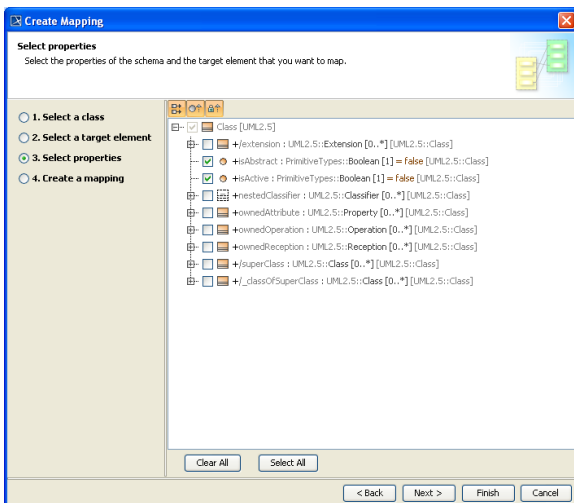 Create Mapping
Select properties
Select the properties of the schema and the target element that you want to map.
1. Select a class
2. Select a target element
3. Select properties
4. Create a mapping
Class [UML2.5]
+/extension : UML2.5::Extension [0..*] [UML2.5::Class]
+isAbstract : PrimitiveTypes::Boolean [1] = false [UML2.5::Class]
+isActive : PrimitiveTypes::Boolean [1] = false [UML2.5::Class]
+nestedClassifier : UML2.5::Classifier [0..*] [UML2.5::Class]
+ownedAttribute : UML2.5::Property [0..*] [UML2.5::Class]
+ownedOperation : UML2.5::Operation [0..*] [UML2.5::Class]
+ownedReception : UML2.5::Reception [0..*] [UML2.5::Class]
+/superClass : UML2.5::Class [0..*] [UML2.5::Class]
+/_classOfSuperClass : UML2.5::Class [0..*] [UML2.5::Class]
Clear All Select All
< Back Next > Finish Cancel